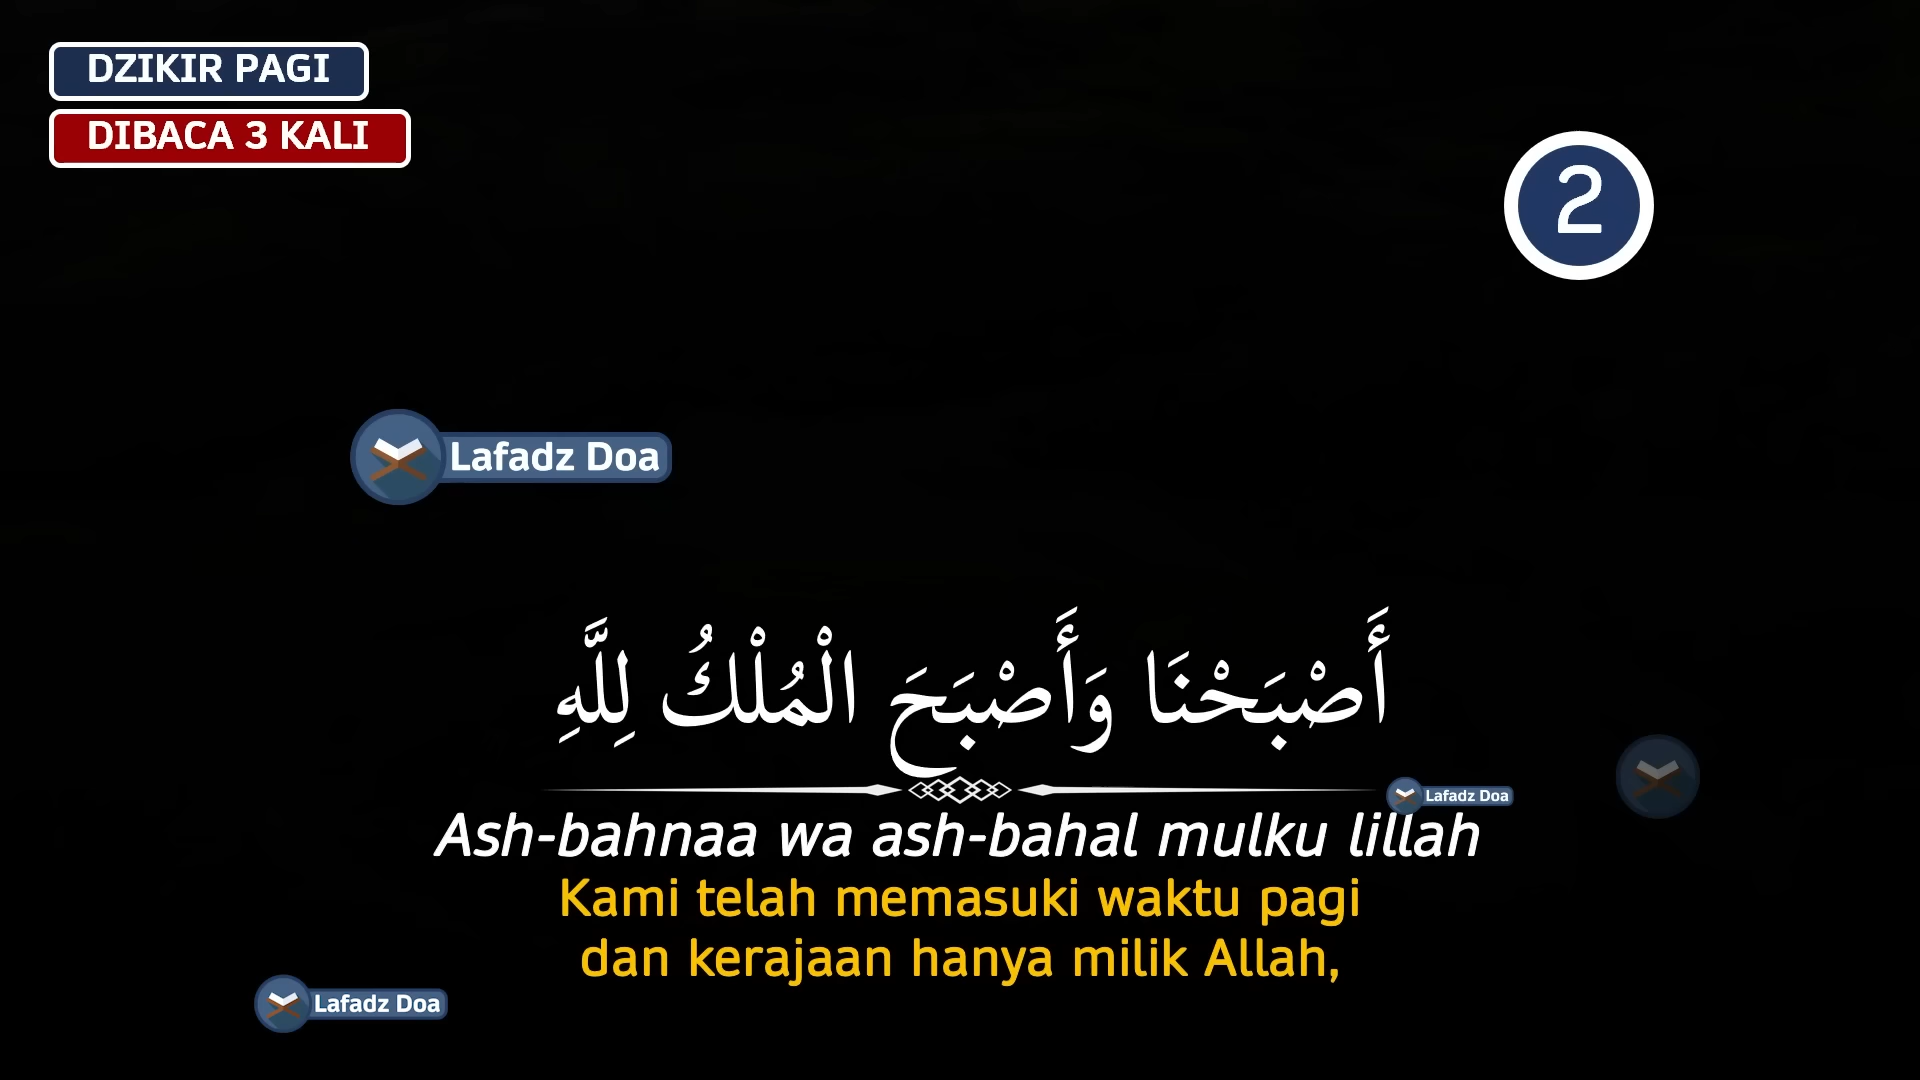 DZIKIR PAGI
DIBACA 3 KALI
2
Lafadz Doa
أَصْبَحْنَا وَأَصْبَحَ الْمُلْكُ لِلَّهِ
Lafadz Doa
Ash-bahnaa wa ash-bahal mulku lillah
Kami telah memasuki waktu pagi
dan kerajaan hanya milik Allah,
Lafadz Doa